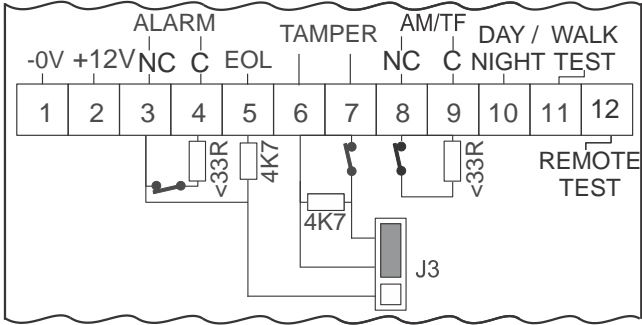 ALARM TAMPER AM/TF DAY / WALK
-0V +12V NC C EOL NC C NIGHT TEST
1 2 3 4 5 6 7 8 9 10 11 12
<33R 4K7 <33R REMOTE
TEST
4K7
J3